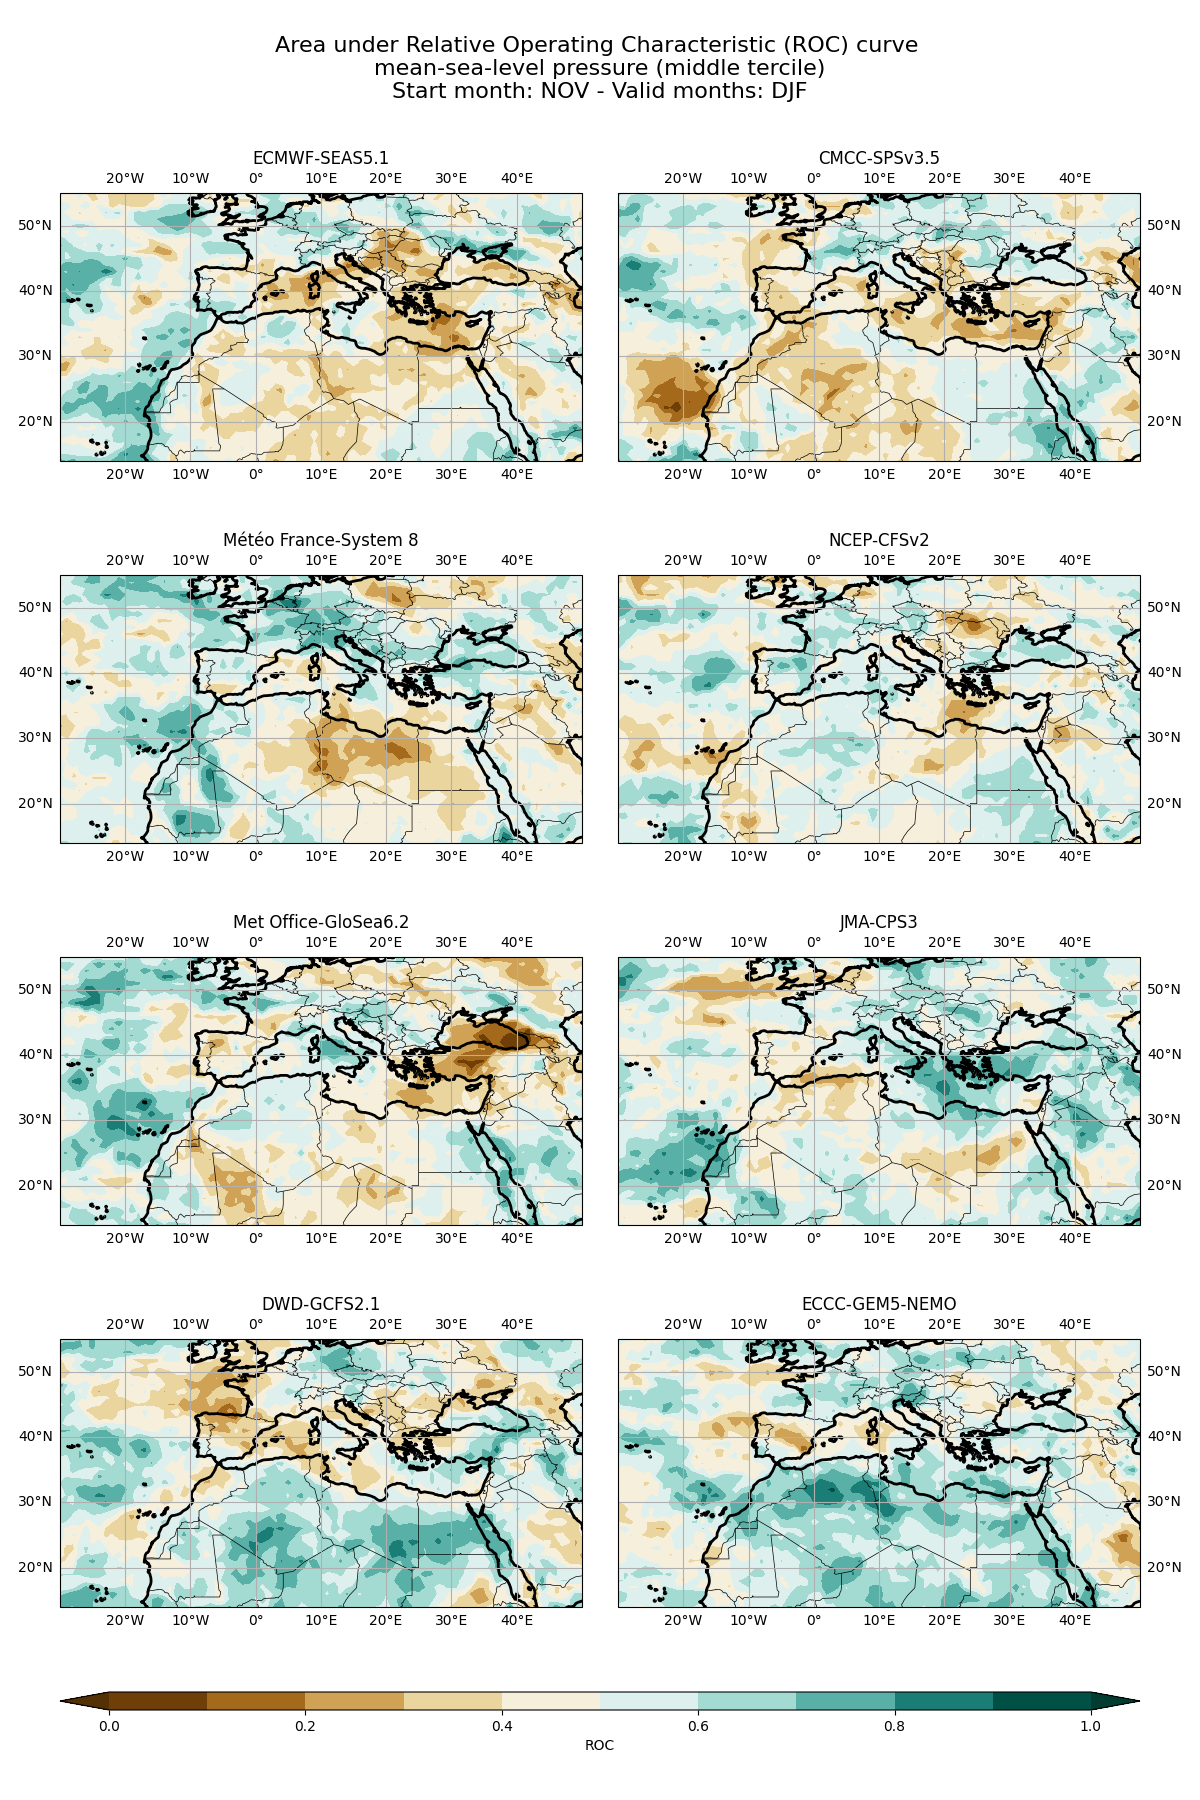 Area under Relative Operating Characteristic (ROC) curve
mean-sea-level pressure (middle tercile)
Start month: NOV - Valid months: DJF
ECMWF-SEAS5.1
20°W 10°W 0° 10°E 20°E 30°E 40°E
50°N
40°N
30°N
20°N
20°W 10°W 0° 10°E 20°E 30°E 40°E
CMCC-SPSv3.5
20°W 10°W 0° 10°E 20°E 30°E 40°E
50°N
40°N
30°N
20°N
20°W 10°W 0° 10°E 20°E 30°E 40°E
Météo France-System 8
20°W 10°W 0° 10°E 20°E 30°E 40°E
50°N
40°N
30°N
20°N
20°W 10°W 0° 10°E 20°E 30°E 40°E
NCEP-CFSv2
20°W 10°W 0° 10°E 20°E 30°E 40°E
50°N
40°N
30°N
20°N
20°W 10°W 0° 10°E 20°E 30°E 40°E
Met Office-GloSea6.2
20°W 10°W 0° 10°E 20°E 30°E 40°E
50°N
40°N
30°N
20°N
20°W 10°W 0° 10°E 20°E 30°E 40°E
JMA-CPS3
20°W 10°W 0° 10°E 20°E 30°E 40°E
50°N
40°N
30°N
20°N
20°W 10°W 0° 10°E 20°E 30°E 40°E
DWD-GCFS2.1
20°W 10°W 0° 10°E 20°E 30°E 40°E
50°N
40°N
30°N
20°N
20°W 10°W 0° 10°E 20°E 30°E 40°E
ECCC-GEM5-NEMO
20°W 10°W 0° 10°E 20°E 30°E 40°E
50°N
40°N
30°N
20°N
20°W 10°W 0° 10°E 20°E 30°E 40°E
0.0 0.2 0.4 0.6 0.8 1.0
ROC